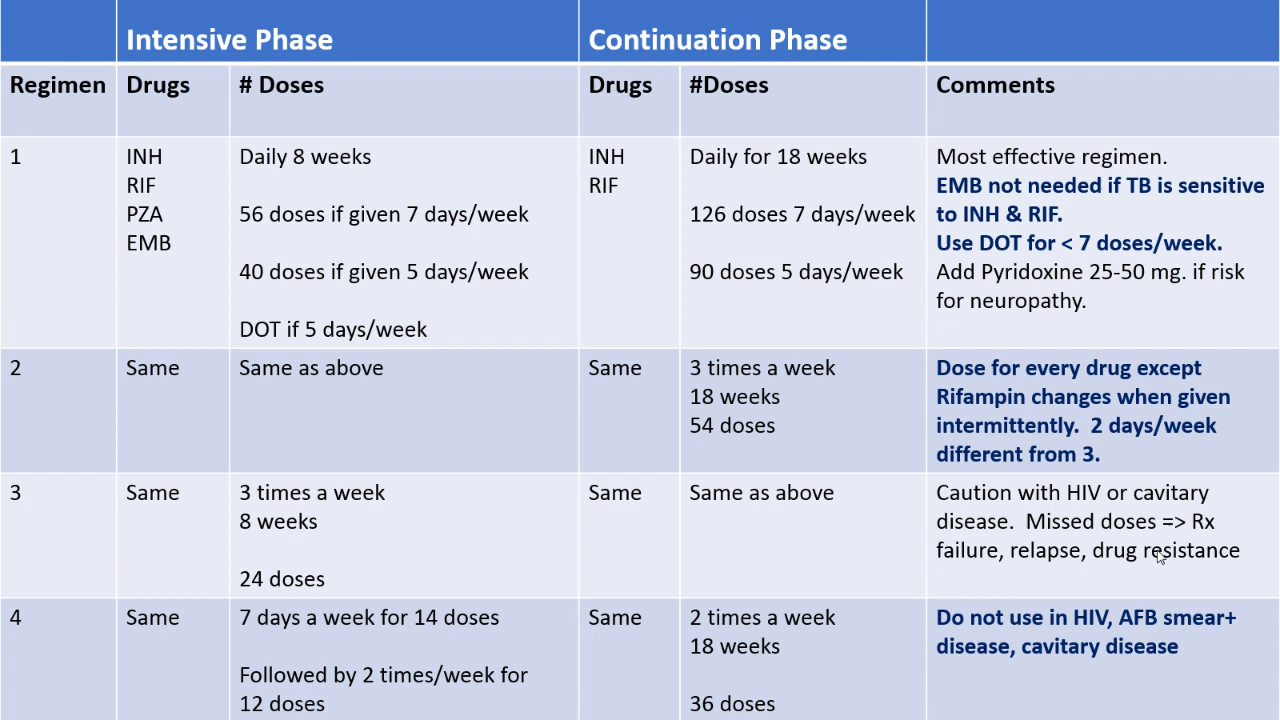 Intensive Phase
Continuation Phase
Regimen
Drugs
# Doses
Drugs
#Doses
Comments
1
INH
RIF
PZA
EMB
Daily 8 weeks
56 doses if given 7 days/week
40 doses if given 5 days/week
DOT if 5 days/week
INH
RIF
Daily for 18 weeks
126 doses 7 days/week
90 doses 5 days/week
Most effective regimen.
EMB not needed if TB is sensitive
to INH & RIF.
Use DOT for < 7 doses/week.
Add Pyridoxine 25-50 mg. if risk
for neuropathy.
2
Same
Same as above
Same
3 times a week
18 weeks
54 doses
Dose for every drug except
Rifampin changes when given
intermittently.  2 days/week
different from 3.
3
Same
3 times a week
8 weeks
24 doses
Same
Same as above
Caution with HIV or cavitary
disease.  Missed doses => Rx
failure, relapse, drug resistance
4
Same
7 days a week for 14 doses
Followed by 2 times/week for
12 doses
Same
2 times a week
18 weeks
36 doses
Do not use in HIV, AFB smear+
disease, cavitary disease